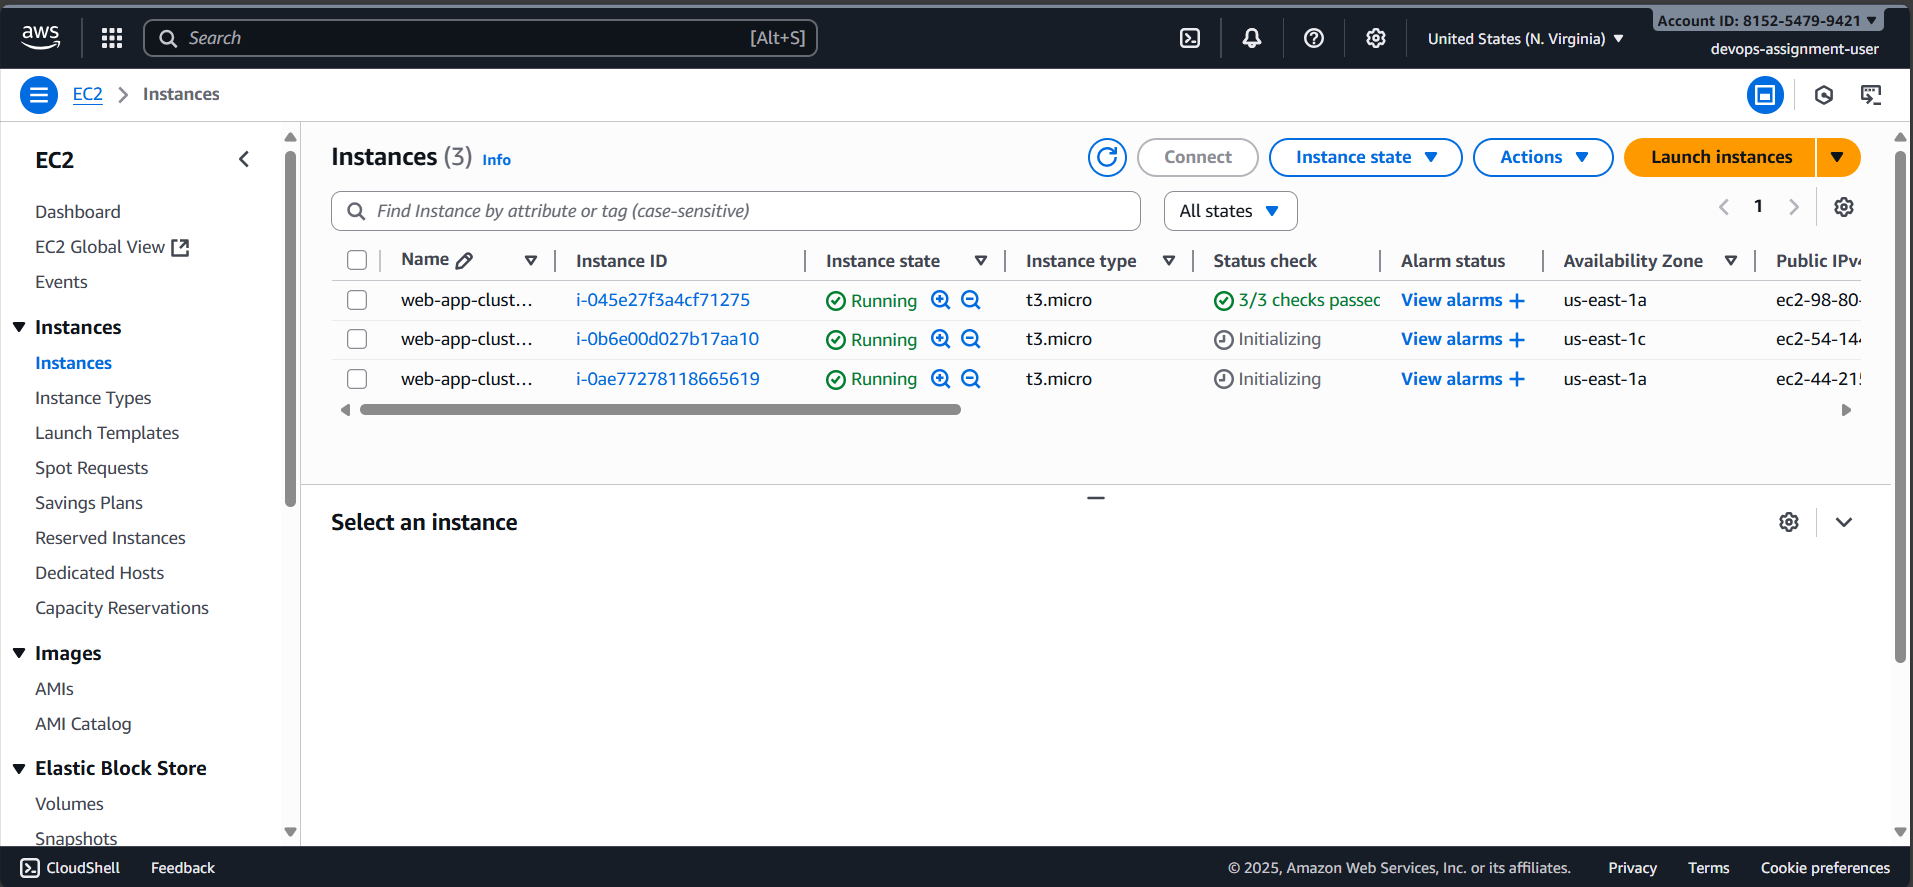 aws
Search [Alt+S]
United States (N. Virginia)
Account ID: 8152-5479-9421
devops-assignment-user
EC2 Instances
EC2
Dashboard
EC2 Global View
Events
Instances
Instances
Instance Types
Launch Templates
Spot Requests
Savings Plans
Reserved Instances
Dedicated Hosts
Capacity Reservations
Images
AMIs
AMI Catalog
Elastic Block Store
Volumes
Snapshots
Instances (3) Info
Connect
Instance state
Actions
Launch instances
Find Instance by attribute or tag (case-sensitive)
All states
1
Name Instance ID Instance state Instance type Status check Alarm status Availability Zone Public IPv4
web-app-clust... i-045e27f3a4cf71275 Running t3.micro 3/3 checks passed View alarms + us-east-1a ec2-98-80-
web-app-clust... i-0b6e00d027b17aa10 Running t3.micro Initializing View alarms + us-east-1c ec2-54-144
web-app-clust... i-0ae77278118665619 Running t3.micro Initializing View alarms + us-east-1a ec2-44-215
Select an instance
CloudShell Feedback
© 2025, Amazon Web Services, Inc. or its affiliates. Privacy Terms Cookie preferences